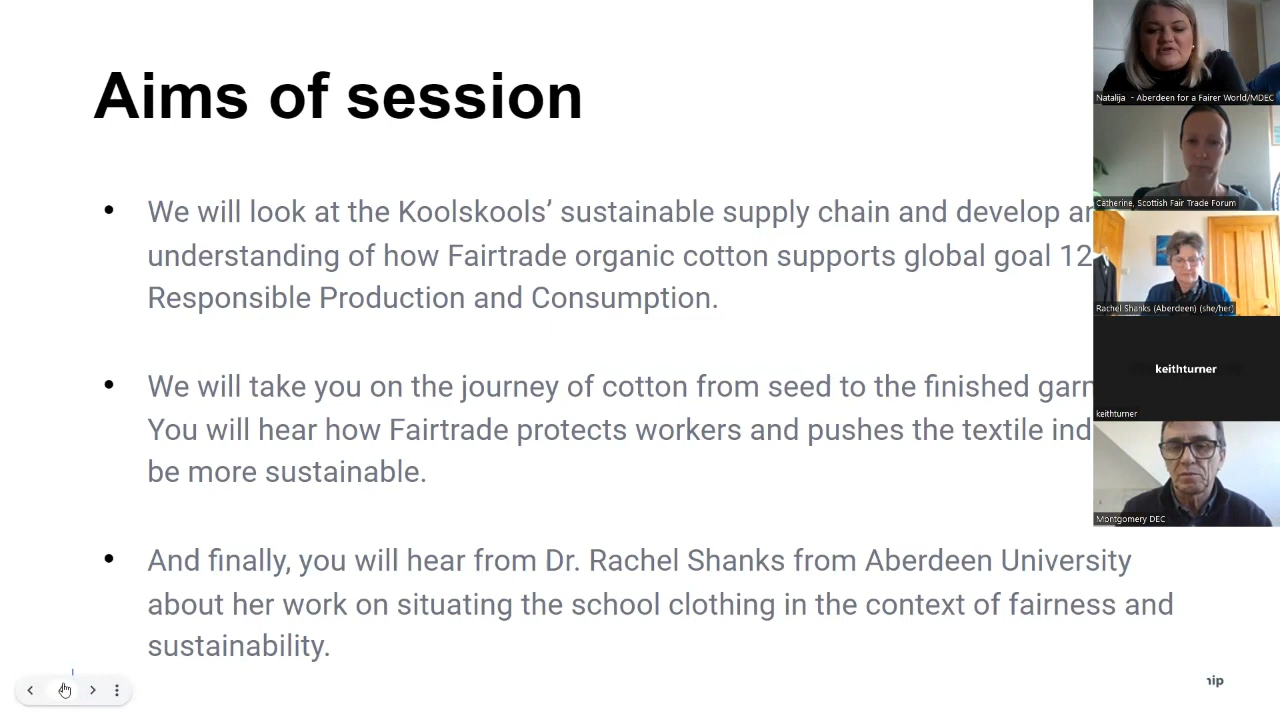 Aims of session
• We will look at the Koolskools’ sustainable supply chain and develop an
understanding of how Fairtrade organic cotton supports global goal 12
Responsible Production and Consumption.
• We will take you on the journey of cotton from seed to the finished
You will hear how Fairtrade protects workers and pushes the textile
be more sustainable.
• And finally, you will hear from Dr. Rachel Shanks from Aberdeen University
about her work on situating the school clothing in the context of fairness and
sustainability.
Natalija - Aberdeen for a Fairer World/MDEC
Catherine, Scottish Fair Trade Forum
Rachel Shanks (Aberdeen) (she/her)
keithturner
keithturner
Montgomery DEC